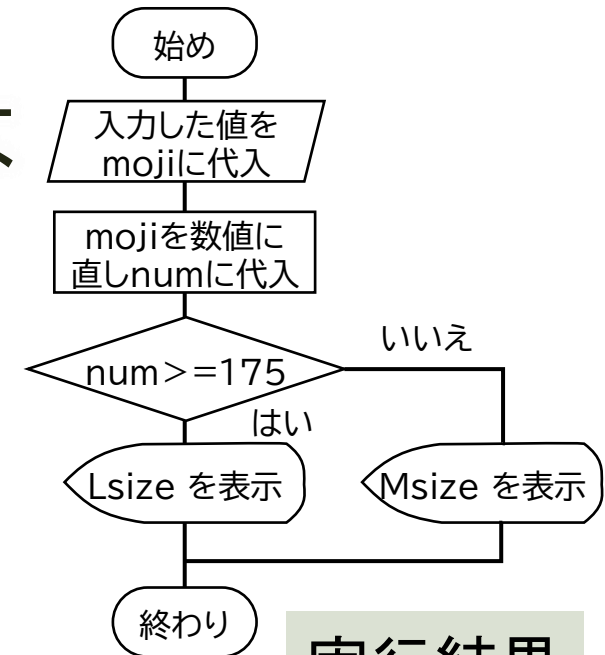 始め
入力した値を
mojiに代入
mojiを数値に
直しnumに代入
num>=175
いいえ
はい
Lsize を表示
Msize を表示
終わり